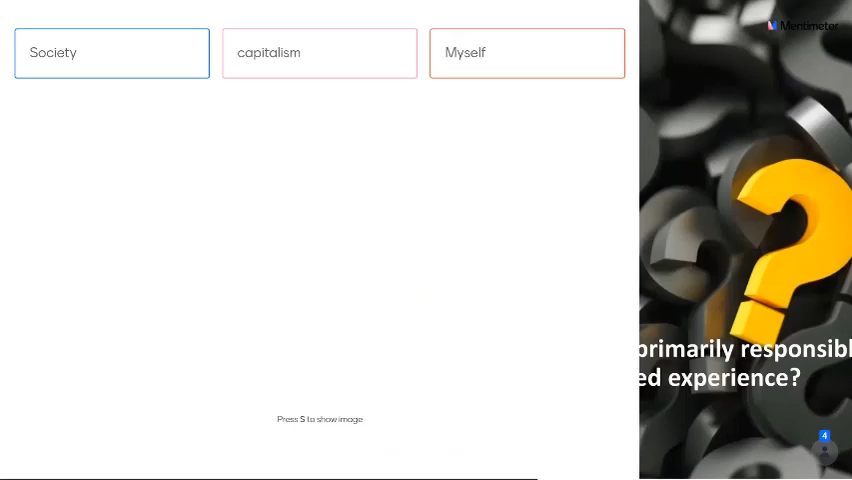 Mentimeter
Society
capitalism
Myself
primarily responsibl
ed experience?
Press S to show image
4